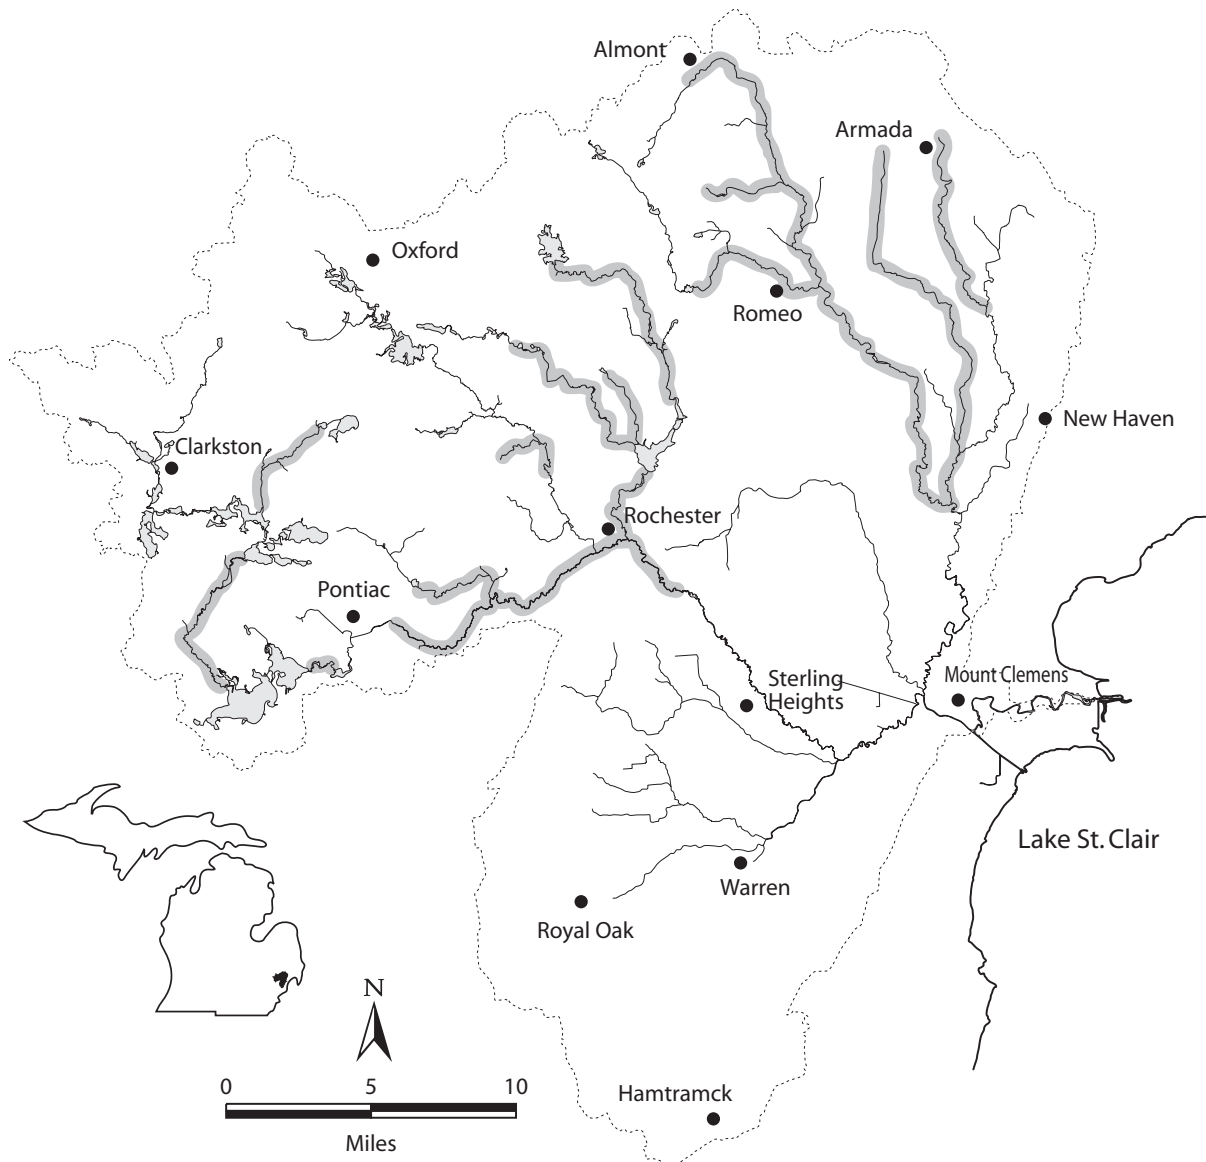 Almont
Armada
Oxford
Romeo
New Haven
Clarkston
Rochester
Pontiac
Mount Clemens
Sterling
Heights
Lake St. Clair
Warren
Royal Oak
N
0 5 10
Miles
Hamtramck